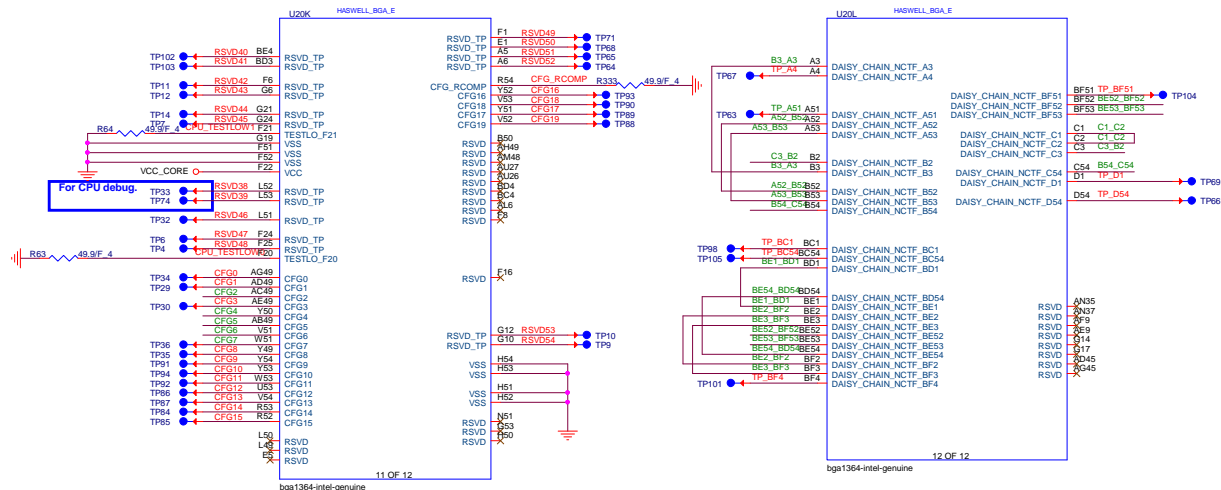 U20K HASWELL_BGA_E
TP102 RSVD40 BE4 RSVD_TP
TP103 RSVD41 BD3 RSVD_TP
TP11 RSVD42 F6 RSVD_TP
TP12 RSVD43 G6 RSVD_TP
TP14 RSVD44 G21 RSVD_TP
TP7 RSVD45 G24 RSVD_TP
R64 49.9/F_4 CPU_TESTLOW1 F21 TESTLO_F21
G19 VSS
F51 VSS
F52 VSS
VCC_CORE F22 VCC
For CPU debug.
TP33 RSVD38 L52 RSVD_TP
TP74 RSVD39 L53 RSVD_TP
TP32 RSVD46 L51 RSVD_TP
TP6 RSVD47 F24 RSVD_TP
TP4 RSVD48 F25 RSVD_TP
R63 49.9/F_4 F20 TESTLO_F20
TP34 CFG0 AG49 CFG0
TP29 CFG1 AD49 CFG1
CFG2 AC49 CFG2
TP30 CFG3 AE49 CFG3
CFG4 Y50 CFG4
CFG5 AB49 CFG5
CFG6 V51 CFG6
TP36 CFG7 W51 CFG7
TP35 CFG8 Y49 CFG8
TP91 CFG9 Y54 CFG9
TP94 CFG10 Y53 CFG10
TP92 CFG11 W53 CFG11
TP86 CFG12 U53 CFG12
TP87 CFG13 V54 CFG13
TP84 CFG14 R53 CFG14
TP85 CFG15 R52 CFG15
L50 RSVD
L49 RSVD
E5 RSVD
RSVD_TP F1 RSVD49 TP71
RSVD_TP E1 RSVD50 TP68
RSVD_TP A5 RSVD51 TP65
RSVD_TP A6 RSVD52 TP64
CFG_RCOMP R54 CFG_RCOMP R333 49.9/F_4
CFG16 Y52 CFG16 TP93
CFG18 V53 CFG18 TP90
CFG17 Y51 CFG17 TP89
CFG19 V52 CFG19 TP88
RSVD B50
RSVD AH49
RSVD AM48
RSVD AU27
RSVD AU26
RSVD BD4
RSVD BC4
RSVD AL6
RSVD F8
RSVD F16
RSVD_TP G12 RSVD53 TP10
RSVD_TP G10 RSVD54 TP9
VSS H54
VSS H53
VSS H51
VSS H52
RSVD N51
RSVD G53
RSVD H50
11 OF 12
bga1364-intel-genuine
U20L HASWELL_BGA_E
B3_A3 A3 DAISY_CHAIN_NCTF_A3
TP67 TP_A4 A4 DAISY_CHAIN_NCTF_A4
TP63 TP_A51 A51 DAISY_CHAIN_NCTF_A51
A52_B52 A52 DAISY_CHAIN_NCTF_A52
A53_B53 A53 DAISY_CHAIN_NCTF_A53
C3_B2 B2 DAISY_CHAIN_NCTF_B2
B3_A3 B3 DAISY_CHAIN_NCTF_B3
A52_B52 B52 DAISY_CHAIN_NCTF_B52
A53_B53 B53 DAISY_CHAIN_NCTF_B53
B54_C54 B54 DAISY_CHAIN_NCTF_B54
TP98 TP_BC1 BC1 DAISY_CHAIN_NCTF_BC1
TP105 TP_BC54 BC54 DAISY_CHAIN_NCTF_BC54
BE1_BD1 BD1 DAISY_CHAIN_NCTF_BD1
BE54_BD54 BD54 DAISY_CHAIN_NCTF_BD54
BE1_BD1 BE1 DAISY_CHAIN_NCTF_BE1
BE2_BF2 BE2 DAISY_CHAIN_NCTF_BE2
BE3_BF3 BE3 DAISY_CHAIN_NCTF_BE3
BE52_BF52 BE52 DAISY_CHAIN_NCTF_BE52
BE53_BF53 BE53 DAISY_CHAIN_NCTF_BE53
BE54_BD54 BE54 DAISY_CHAIN_NCTF_BE54
BE2_BF2 BF2 DAISY_CHAIN_NCTF_BF2
BE3_BF3 BF3 DAISY_CHAIN_NCTF_BF3
TP101 TP_BF4 BF4 DAISY_CHAIN_NCTF_BF4
DAISY_CHAIN_NCTF_BF51 BF51 TP_BF51 TP104
DAISY_CHAIN_NCTF_BF52 BF52 BE52_BF52
DAISY_CHAIN_NCTF_BF53 BF53 BE53_BF53
DAISY_CHAIN_NCTF_C1 C1 C1_C2
DAISY_CHAIN_NCTF_C2 C2 C1_C2
DAISY_CHAIN_NCTF_C3 C3 C3_B2
DAISY_CHAIN_NCTF_C54 C54 B54_C54
DAISY_CHAIN_NCTF_D1 D1 TP_D1 TP69
DAISY_CHAIN_NCTF_D54 D54 TP_D54 TP66
RSVD AN35
RSVD AN37
RSVD AF9
RSVD AE9
RSVD G14
RSVD G17
RSVD AD45
RSVD AG45
12 OF 12
bga1364-intel-genuine